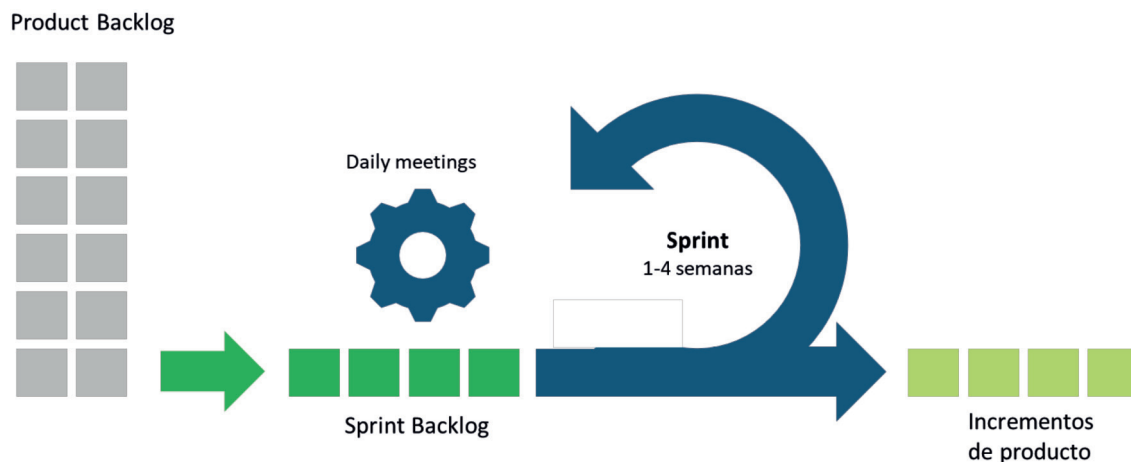 Product Backlog
Daily meetings
Sprint
1-4 semanas
Sprint Backlog
Incrementos
de producto